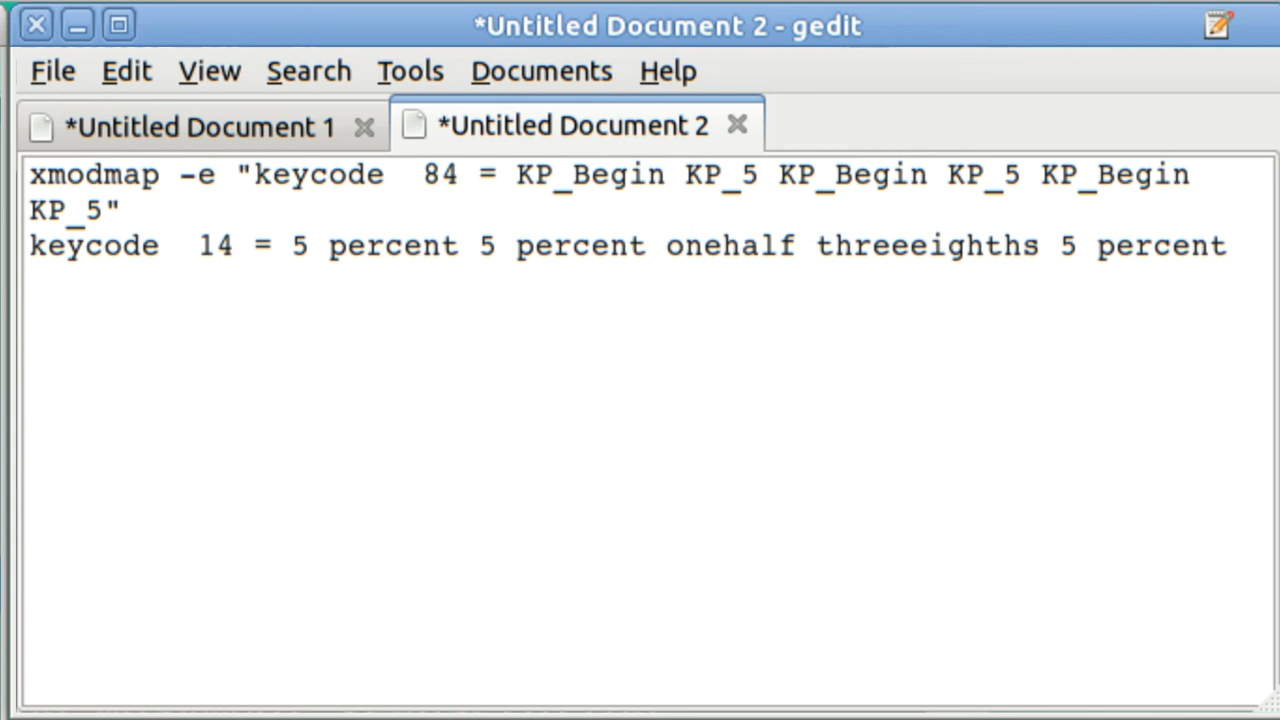 *Untitled Document 2 - gedit
File Edit View Search Tools Documents Help
*Untitled Document 1 *Untitled Document 2
xmodmap -e "keycode  84 = KP_Begin KP_5 KP_Begin KP_5 KP_Begin
KP_5"
keycode  14 = 5 percent 5 percent onehalf threeeighths 5 percent